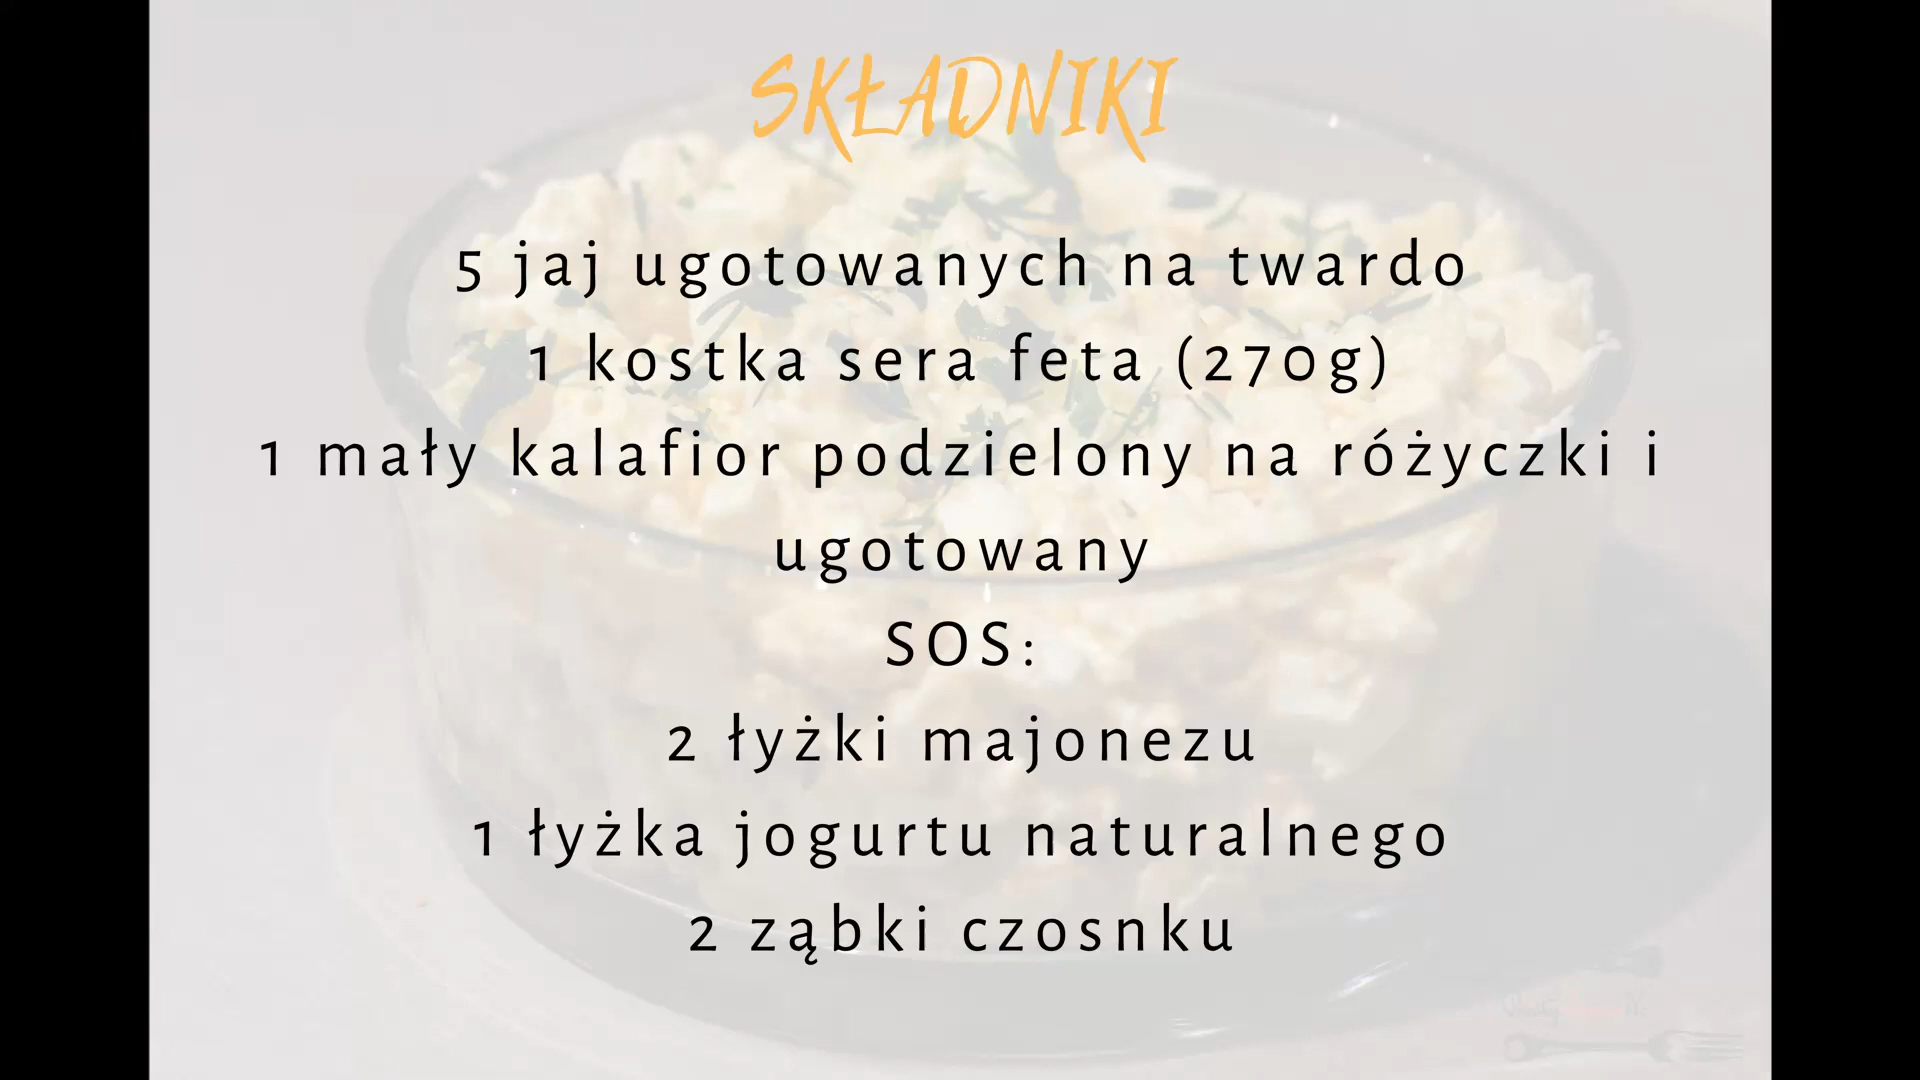 SKŁADNIKI
5 jaj ugotowanych na twardo
1 kostka sera feta (270g)
1 mały kalafior podzielony na różyczki i
ugotowany
SOS:
2 łyżki majonezu
1 łyżka jogurtu naturalnego
2 ząbki czosnku